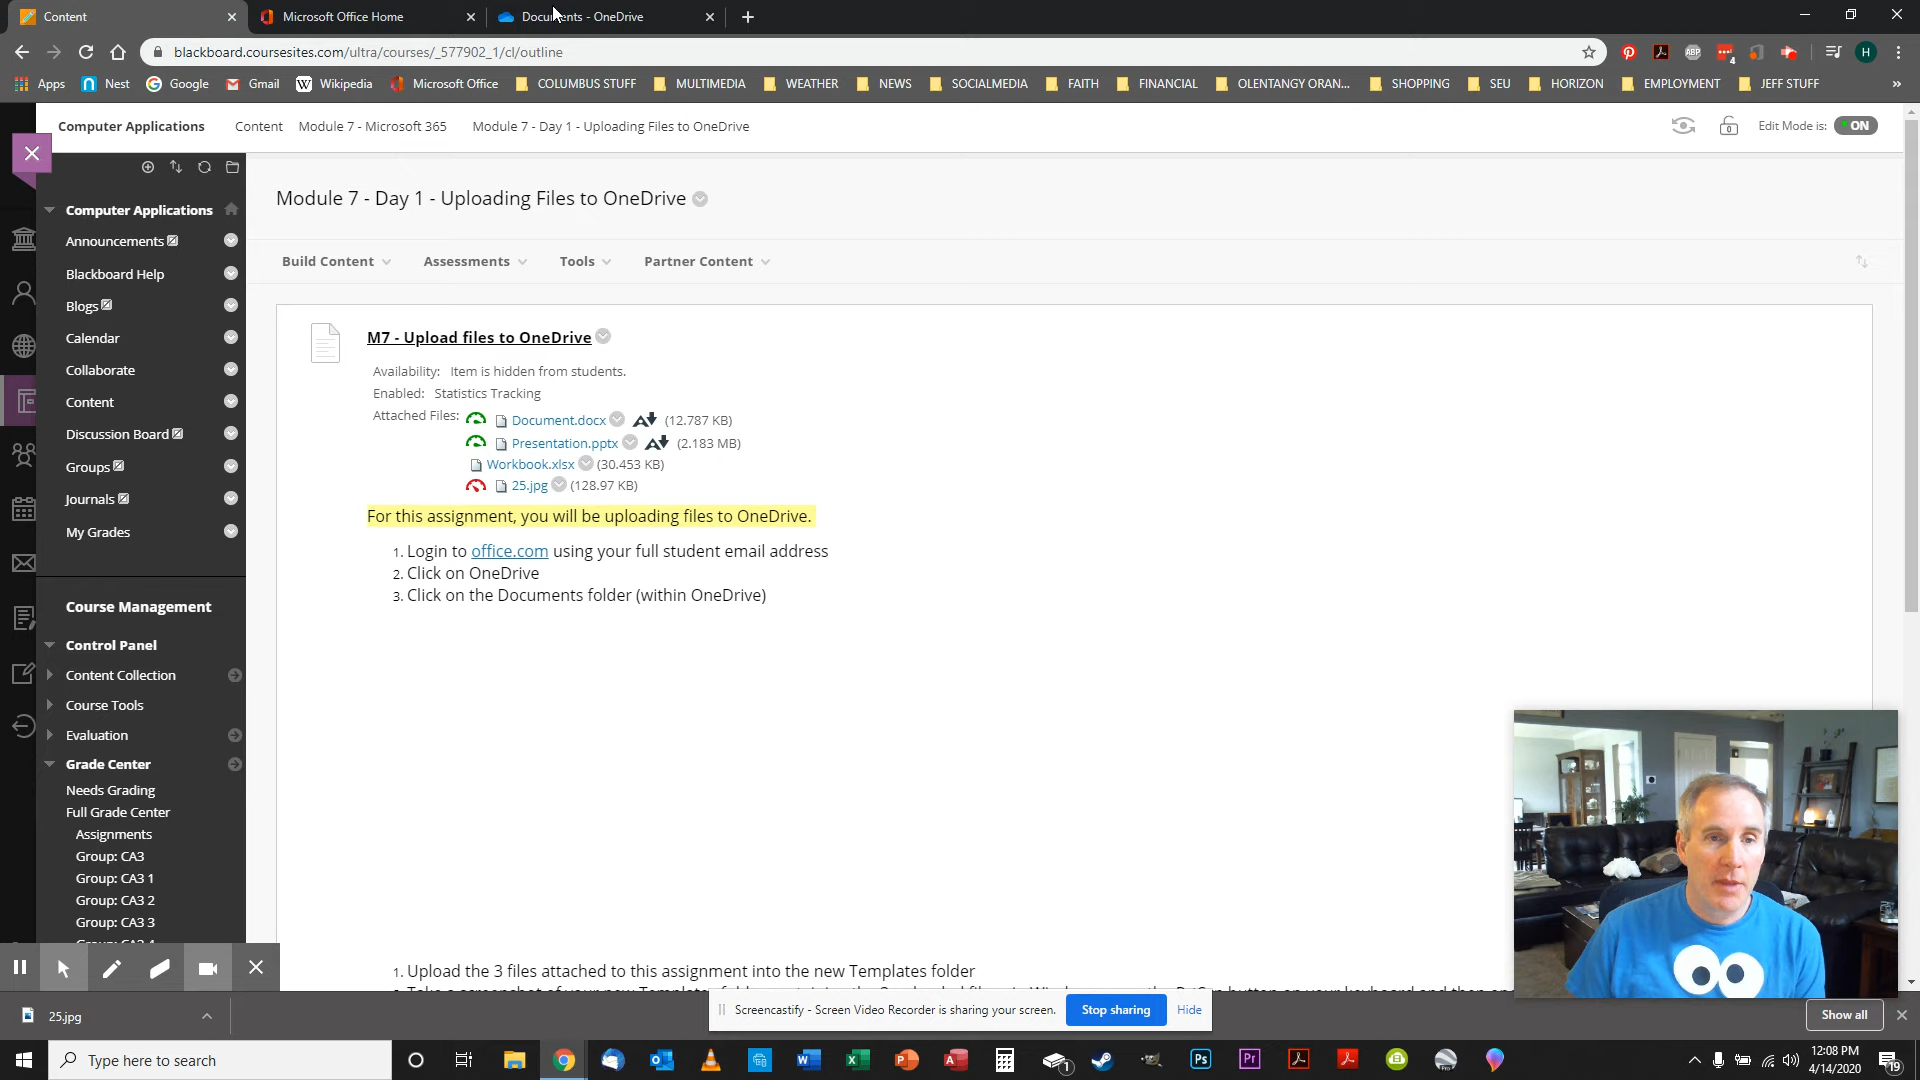 Content
Microsoft Office Home
Documents - OneDrive
blackboard.coursesites.com/ultra/courses/_577902_1/cl/outline
ABP
4
H
Apps
Nest
Google
Gmail
Wikipedia
Microsoft Office
COLUMBUS STUFF
MULTIMEDIA
WEATHER
NEWS
SOCIALMEDIA
FAITH
FINANCIAL
OLENTANGY ORAN...
SHOPPING
SEU
HORIZON
EMPLOYMENT
JEFF STUFF
»
Computer Applications
Content
Module 7 - Microsoft 365
Module 7 - Day 1 - Uploading Files to OneDrive
Edit Mode is:
ON
Computer Applications
Announcements
Blackboard Help
Blogs
Calendar
Collaborate
Content
Discussion Board
Groups
Journals
My Grades
Course Management
Control Panel
Content Collection
Course Tools
Evaluation
Grade Center
Needs Grading
Full Grade Center
Assignments
Group: CA3
Group: CA3 1
Group: CA3 2
Group: CA3 3
Module 7 - Day 1 - Uploading Files to OneDrive
Build Content
Assessments
Tools
Partner Content
M7 - Upload files to OneDrive
Availability: Item is hidden from students.
Enabled: Statistics Tracking
Attached Files:
Document.docx (12.787 KB)
Presentation.pptx (2.183 MB)
Workbook.xlsx (30.453 KB)
25.jpg (128.97 KB)
For this assignment, you will be uploading files to OneDrive.
1. Login to office.com using your full student email address
2. Click on OneDrive
3. Click on the Documents folder (within OneDrive)
1. Upload the 3 files attached to this assignment into the new Templates folder
Screencastify - Screen Video Recorder is sharing your screen.
Stop sharing
Hide
25.jpg
Show all
Type here to search
1
Ps
Pr
12:08 PM
4/14/2020
19